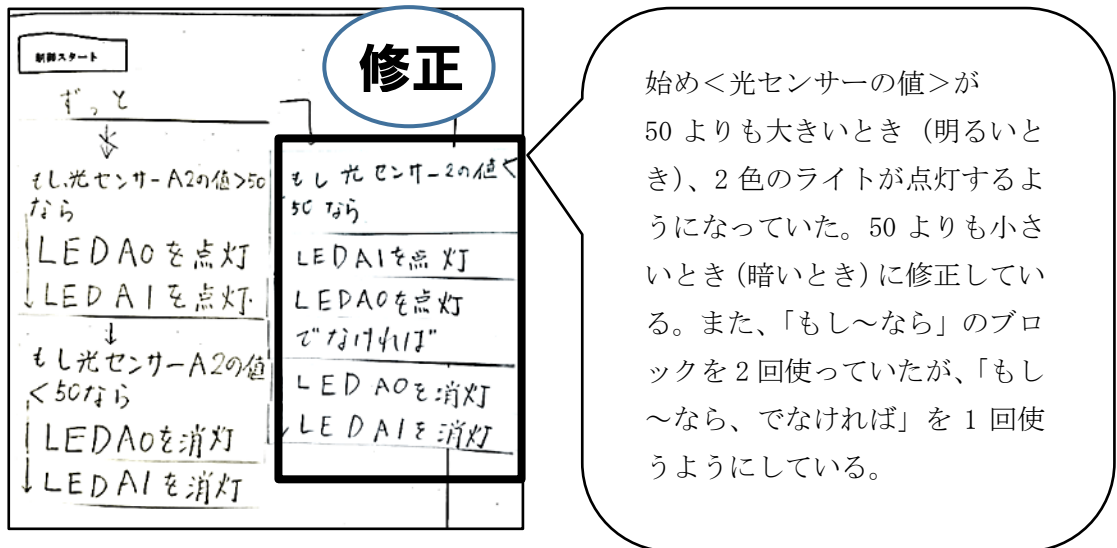 制御スタート
ずっと
もし、光センサーA2の値>50
なら
LEDA0を点灯
LEDA1を点灯.
もし光センサーA2の値
<50なら
LEDA0を消灯
LEDA1を消灯
修正
もし光センサー2の値<
50なら
LEDA1を点灯
LEDA0を点灯
でなければ
LEDA0を消灯
LEDA1を消灯
始め<光センサーの値>が
50よりも大きいとき(明るいと
き)、2色のライトが点灯するよ
うになっていた。50よりも小さ
いとき(暗いとき)に修正してい
る。また、「もし~なら」のブロ
ックを2回使っていたが、「もし
~なら、でなければ」を1回使
うようにしている。